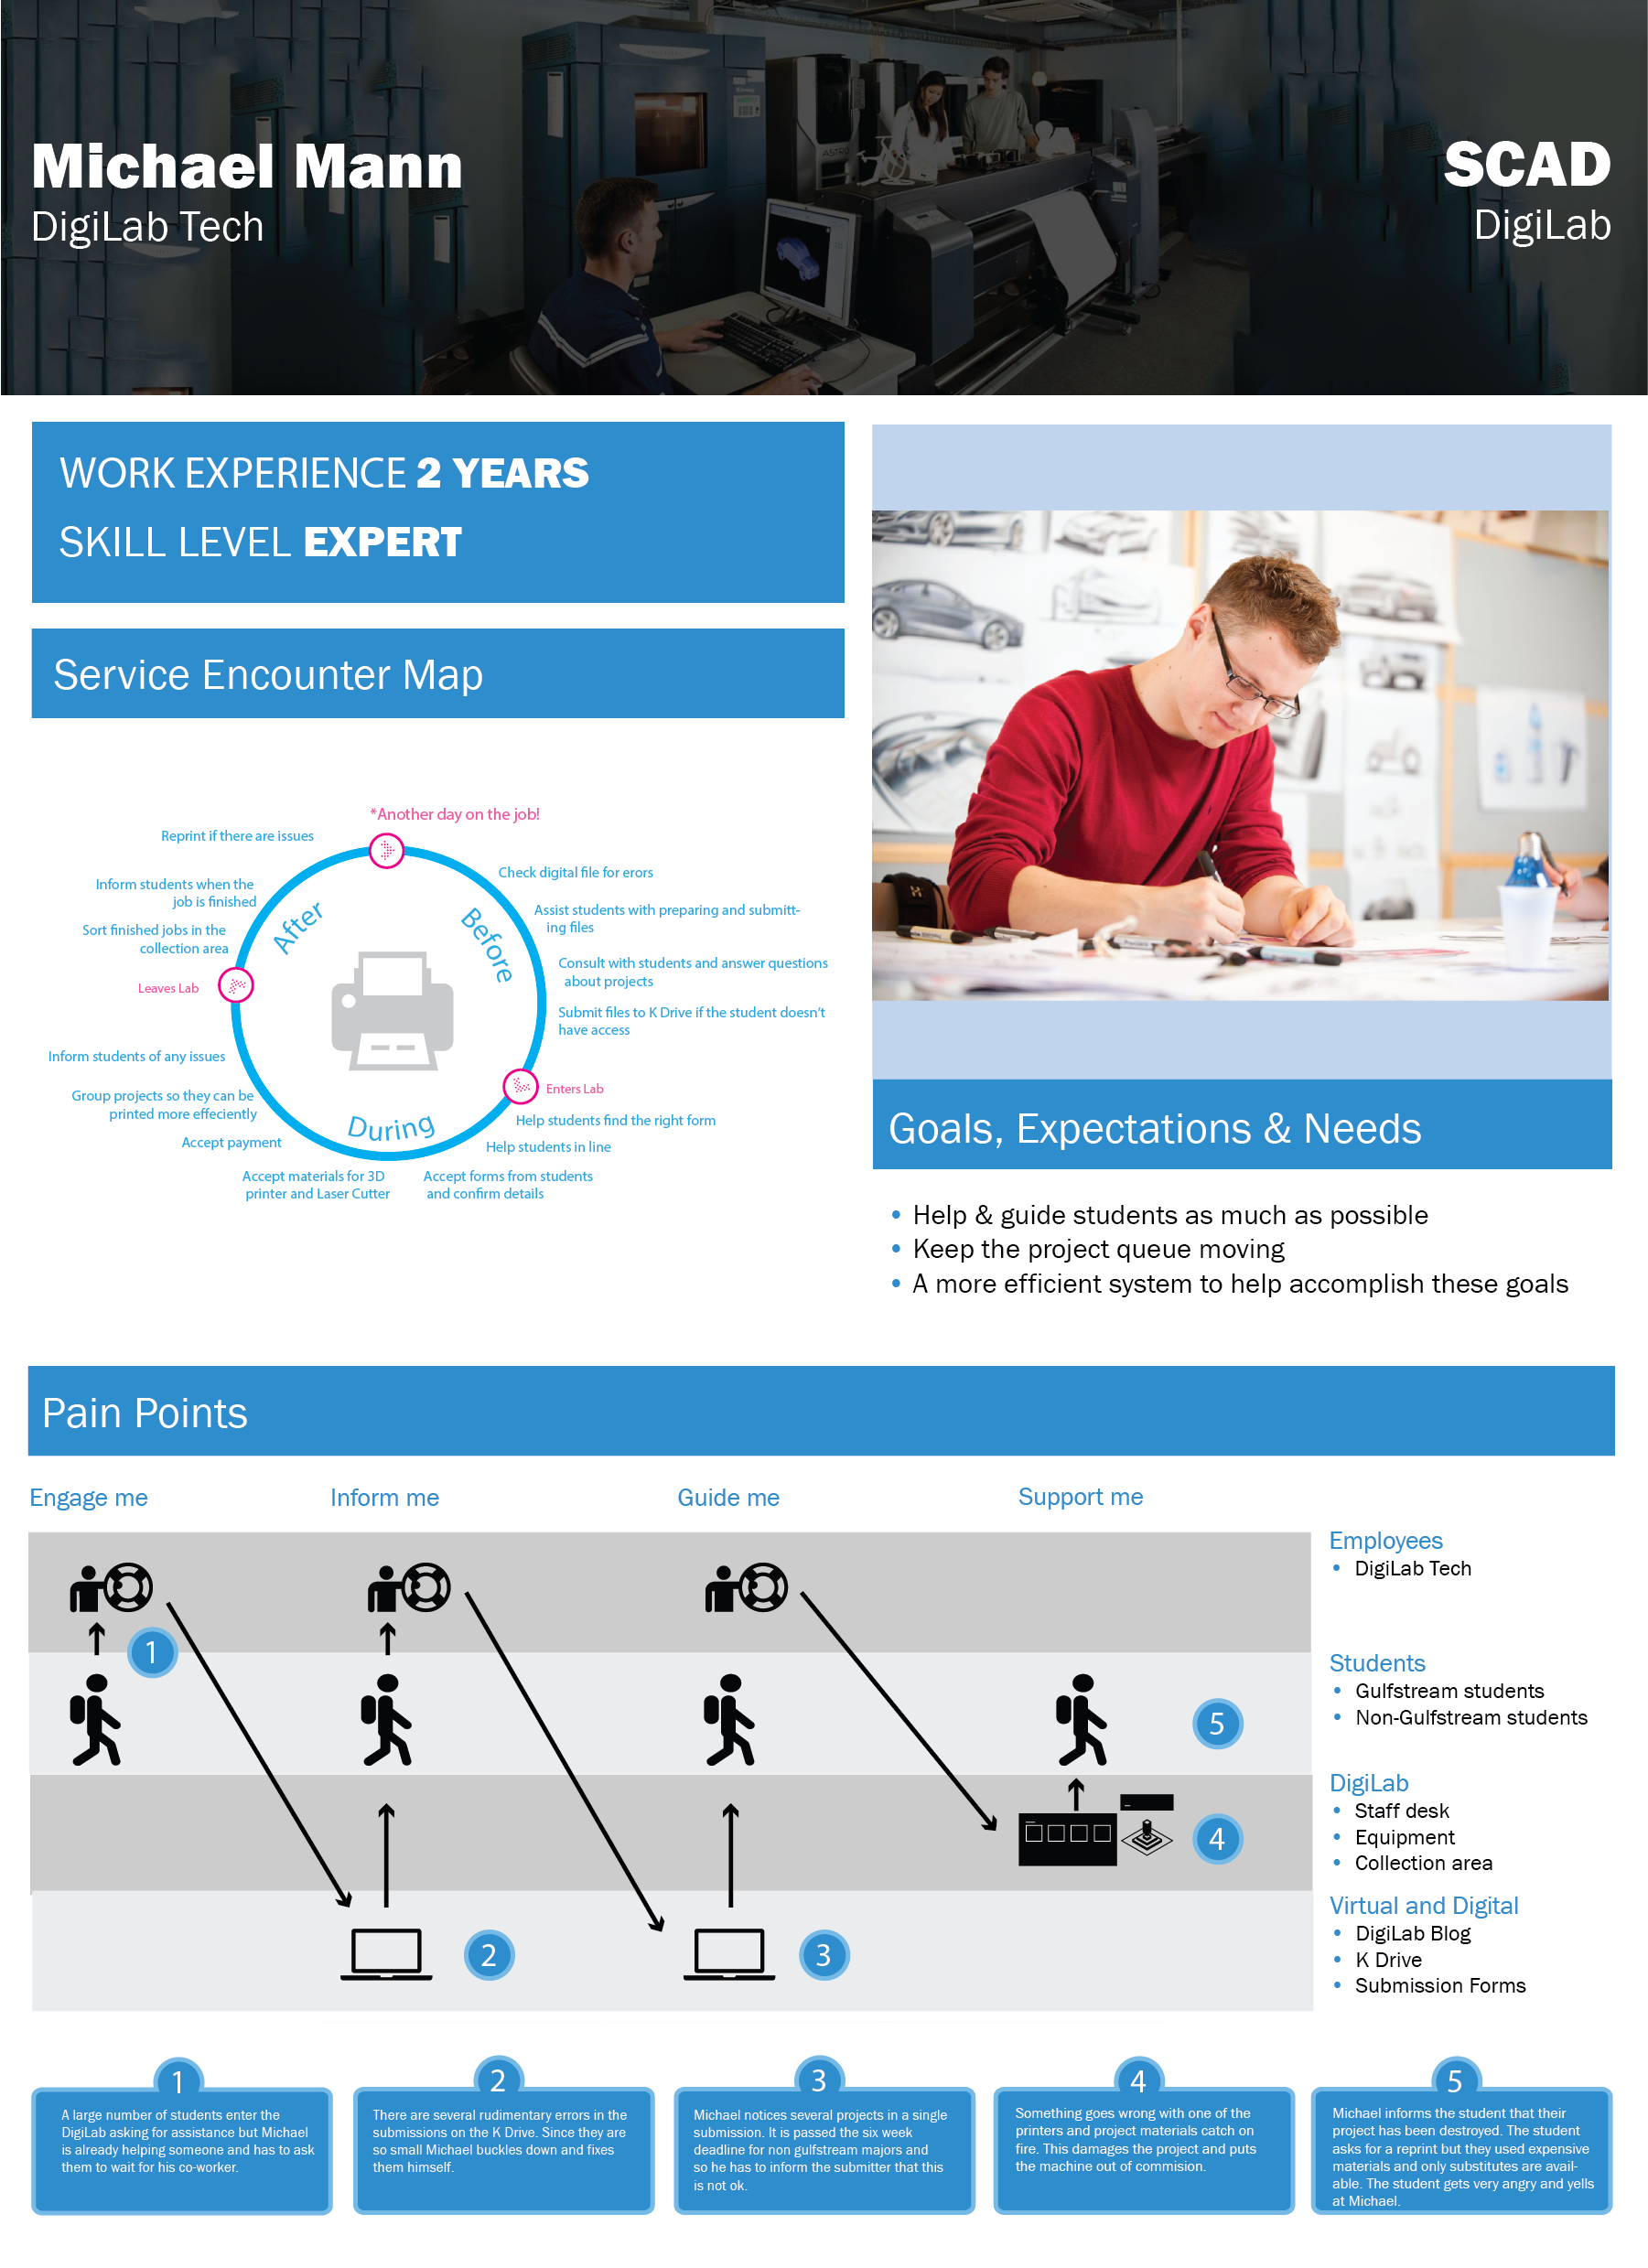 Michael Mann
DigiLab Tech
SCAD
DigiLab
WORK EXPERIENCE 2 YEARS
SKILL LEVEL EXPERT
Service Encounter Map
*Another day on the job!
Check digital file for erors
Assist students with preparing and submitt-
ing files
Consult with students and answer questions
about projects
Submit files to K Drive if the student doesn't
have access
Before
Enters Lab
Help students find the right form
Help students in line
Accept forms from students
and confirm details
During
Accept materials for 3D
printer and Laser Cutter
Accept payment
Group projects so they can be
printed more effeciently
Inform students of any issues
Leaves Lab
After
Sort finished jobs in the
collection area
Inform students when the
job is finished
Reprint if there are issues
Goals, Expectations & Needs
• Help & guide students as much as possible
• Keep the project queue moving
• A more efficient system to help accomplish these goals
Pain Points
Engage me
Inform me
Guide me
Support me
1
2
3
4
5
Employees
• DigiLab Tech
Students
• Gulfstream students
• Non-Gulfstream students
DigiLab
• Staff desk
• Equipment
• Collection area
Virtual and Digital
• DigiLab Blog
• K Drive
• Submission Forms
1
A large number of students enter the
DigiLab asking for assistance but Michael
is already helping someone and has to ask
them to wait for his co-worker.
2
There are several rudimentary errors in the
submissions on the K Drive. Since they are
so small Michael buckles down and fixes
them himself.
3
Michael notices several projects in a single
submission. It is passed the six week
deadline for non gulfstream majors and
so he has to inform the submitter that this
is not ok.
4
Something goes wrong with one of the
printers and project materials catch on
fire. This damages the project and puts
the machine out of commision.
5
Michael informs the student that their
project has been destroyed. The student
asks for a reprint but they used expensive
materials and only substitutes are avail-
able. The student gets very angry and yells
at Michael.